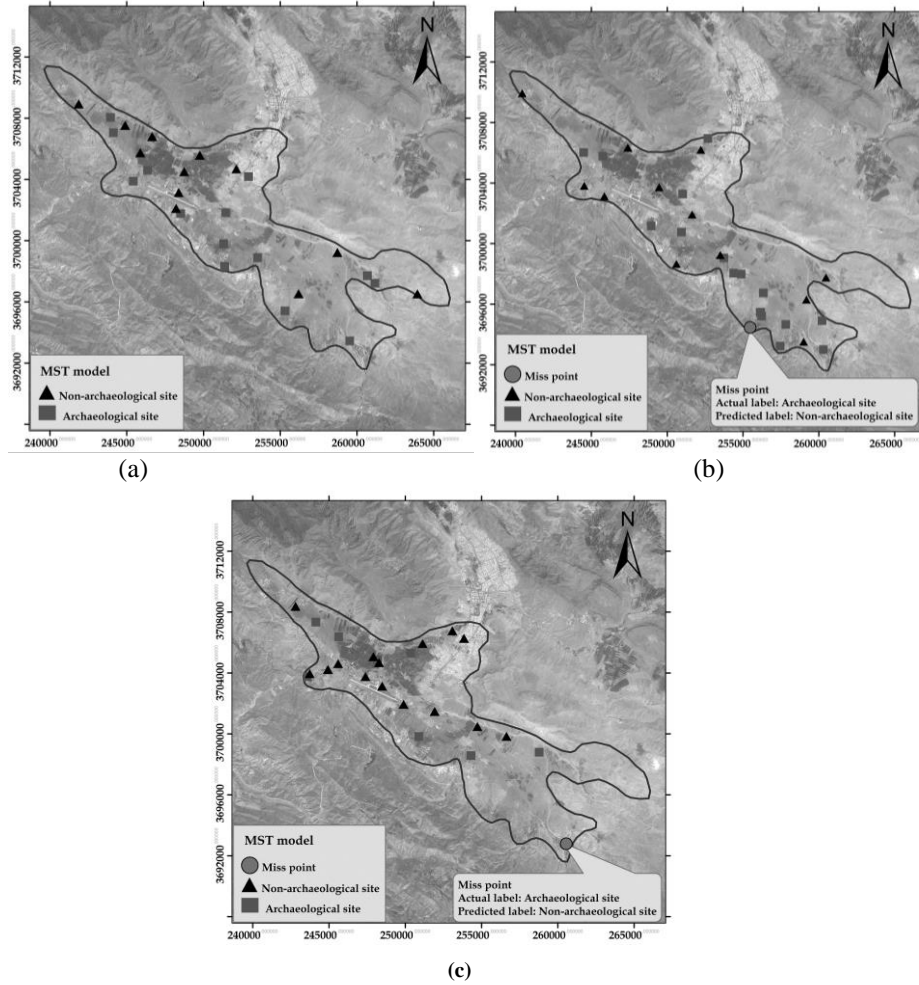 N
3712000
3708000
3704000
3700000
3696000
3692000
MST model
Non-archaeological site
Archaeological site
240000 245000 250000 255000 260000 265000
(a)
N
3712000
3708000
3704000
3700000
3696000
3692000
MST model
Miss point
Non-archaeological site
Archaeological site
Miss point
Actual label: Archaeological site
Predicted label: Non-archaeological site
240000 245000 250000 255000 260000 265000
(b)
N
3712000
3708000
3704000
3700000
3696000
3692000
MST model
Miss point
Non-archaeological site
Archaeological site
Miss point
Actual label: Archaeological site
Predicted label: Non-archaeological site
240000 245000 250000 255000 260000 265000
(c)